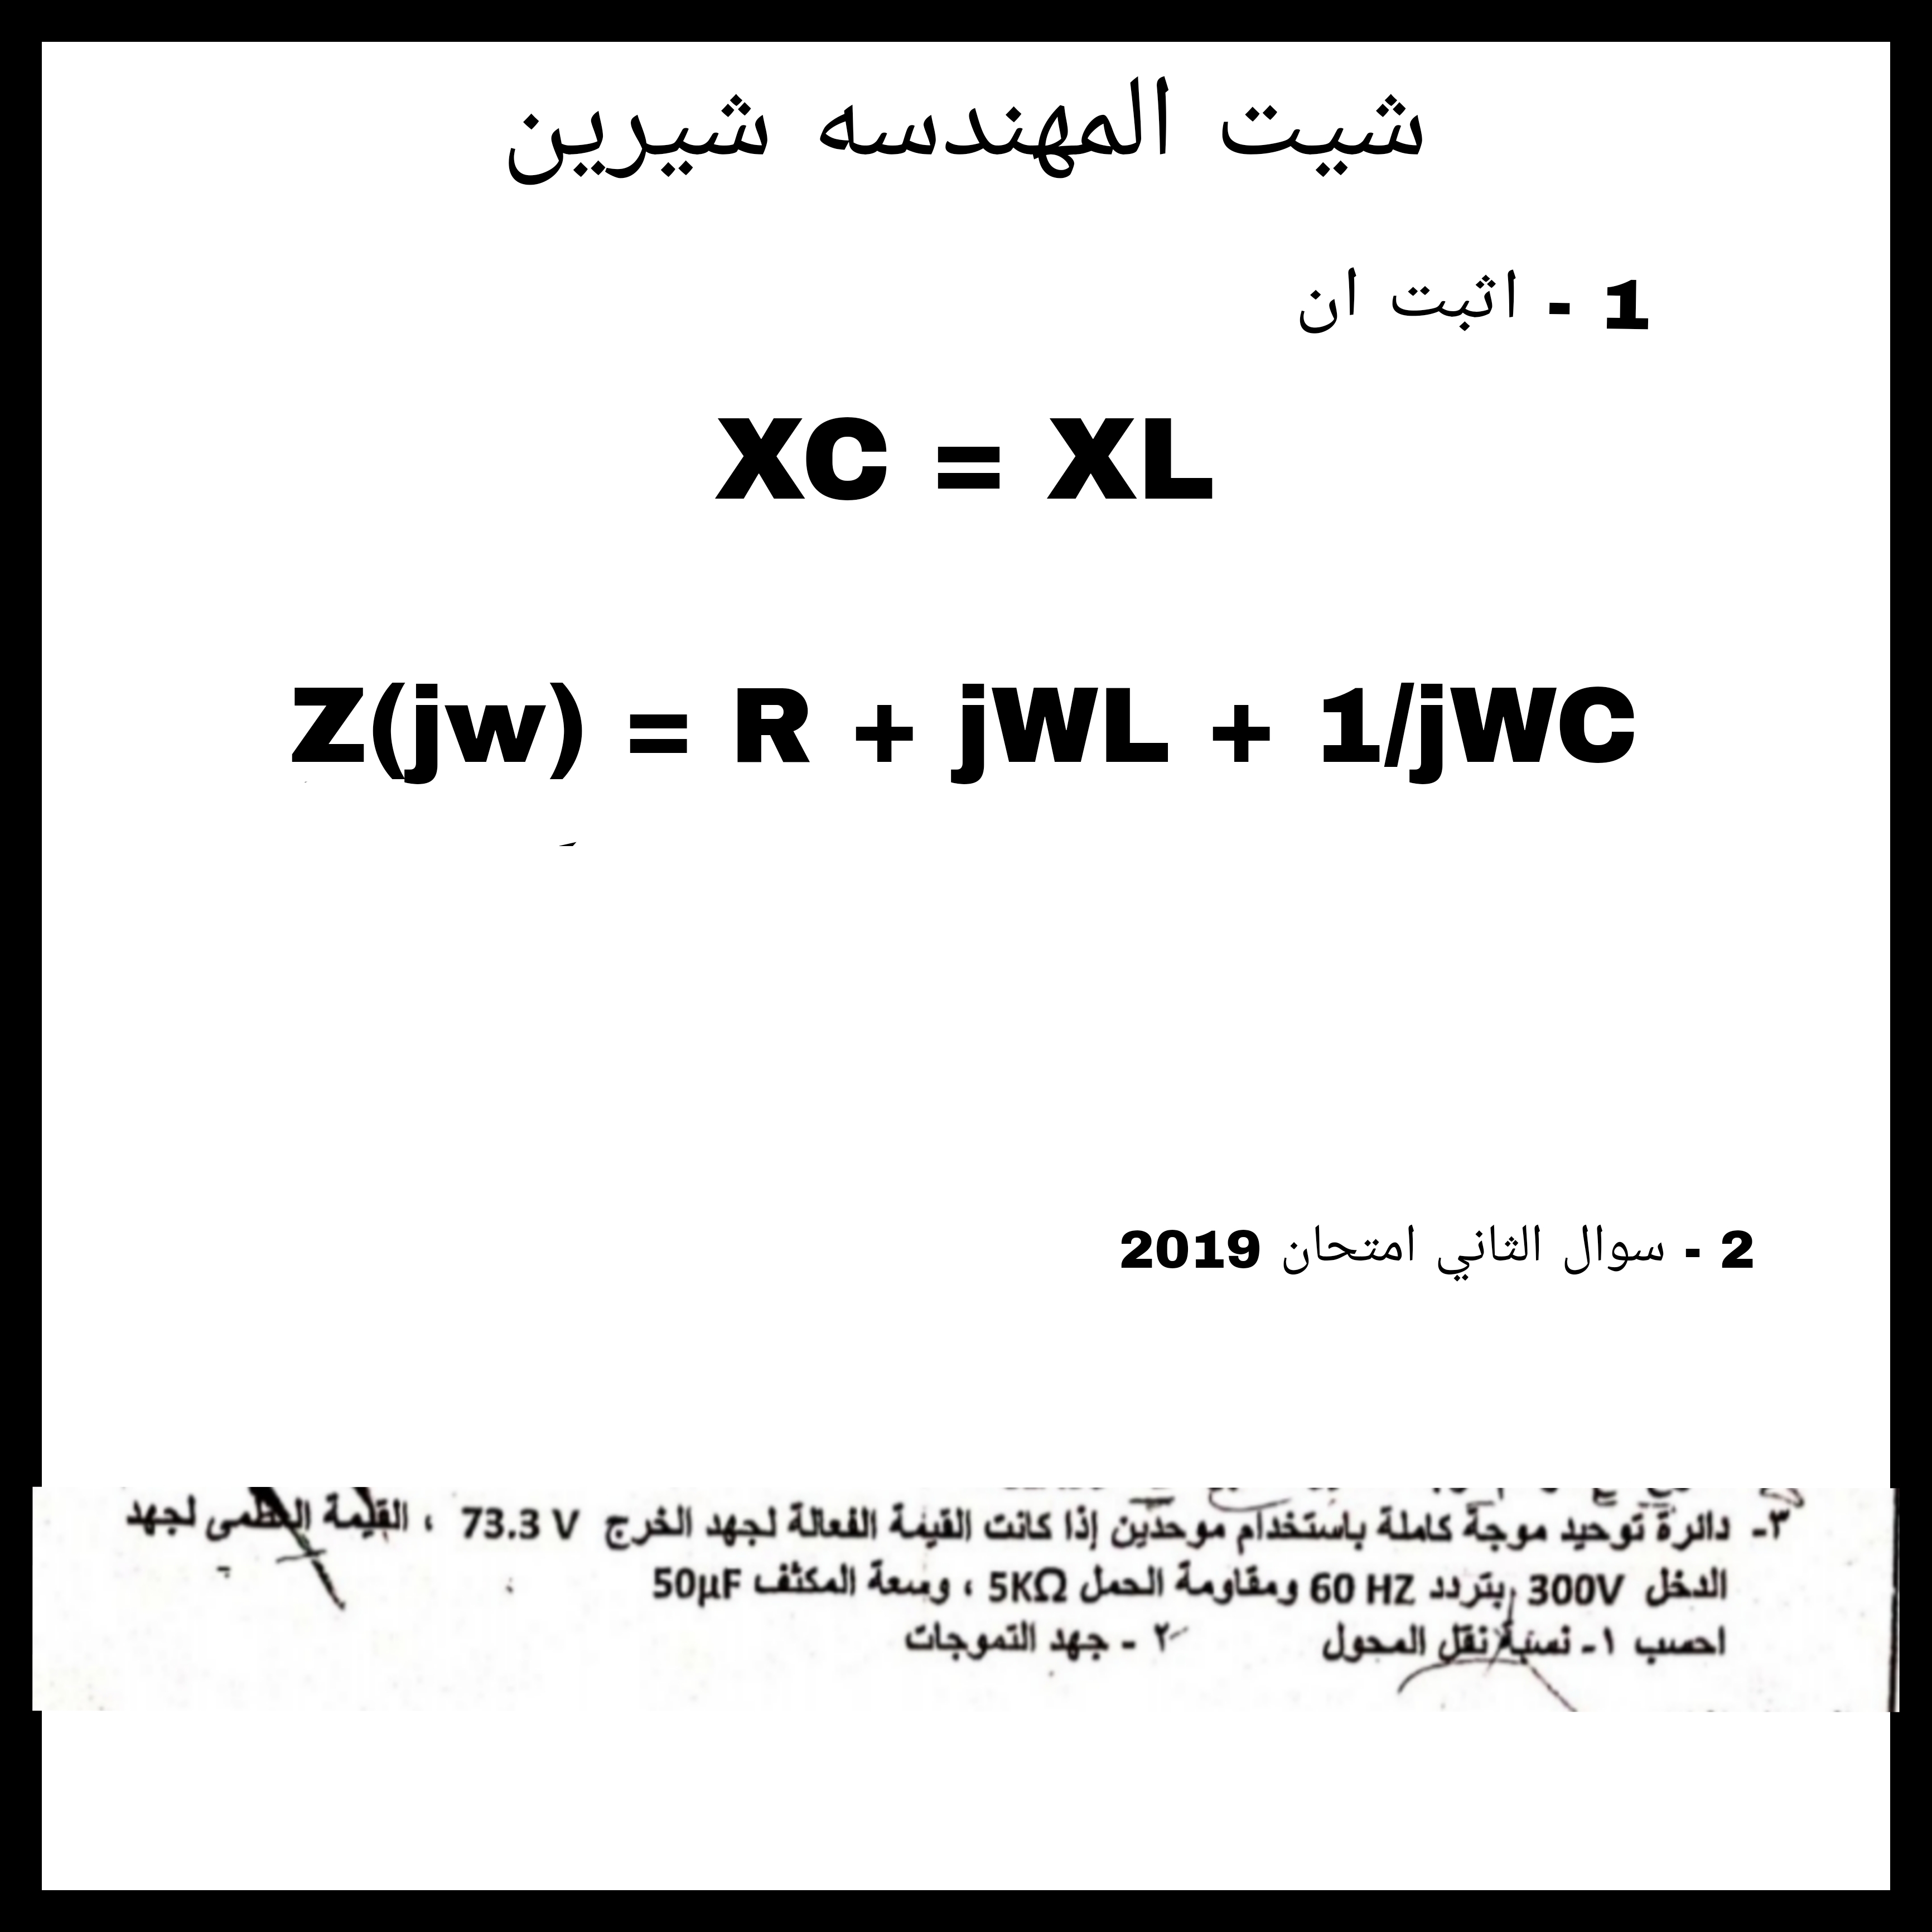 شيت المهندسه شيرين
1 - اثبت ان
XC = XL
Z(jw) = R + jWL + 1/jWC
2 - سوال الثاني امتحان 2019
٣- دائرة توحيد موجة كاملة باستخدام موحدين إذا كانت القيمة الفعالة لجهد الخرج 73.3 V ، القيمة العظمى لجهد
الدخل 300V بتردد 60 HZ ومقاومة الحمل 5KΩ ، وسعة المكثف 50µF
احسب ١- نسبة نقل المحول ٢ - جهد التموجات